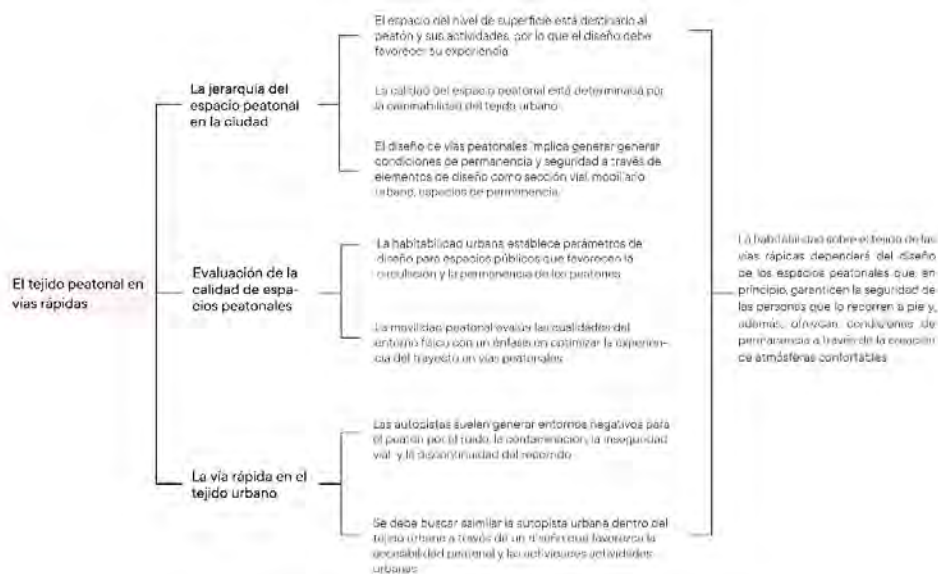 El espacio del nivel de superficie está destinado al
peatón y sus actividades, por lo que el diseño debe
favorecer su experiencia
La jerarquía del
espacio peatonal
en la ciudad
La calidad del espacio peatonal está determinada por
la caminabilidad del tejido urbano
El diseño de vías peatonales implica generar generar
condiciones de permanencia y seguridad a través de
elementos de diseño como sección vial, mobiliario
urbano, espacios de permanencia.
El tejido peatonal en
vías rápidas
Evaluación de la
calidad de espa-
cios peatonales
La habitabilidad urbana establece parámetros de
diseño para espacios públicos que favorecen la
circulación y la permanencia de los peatones
La movilidad peatonal evalúa las cualidades del
entorno físico con un énfasis en optimizar la experien-
cia del trayecto en vías peatonales
La vía rápida en el
tejido urbano
Las autopistas suelen generar entornos negativos para
el peatón por el ruido, la contaminación, la inseguridad
vial y la discontinuidad del recorrido
Se debe buscar asimilar la autopista urbana dentro del
tejido urbano a través de un diseño que favorezca la
accesibilidad peatonal y las actividades actividades
urbanas
La habitabilidad sobre el tejido de las
vías rápicas dependerá del diseño
de los espacios peatonales que, en
principio, garanticen la seguridad de
las personas que lo recorren a pie y,
además, ofrezcan condiciones de
permanencia a través de la creación
de atmósferas confortables